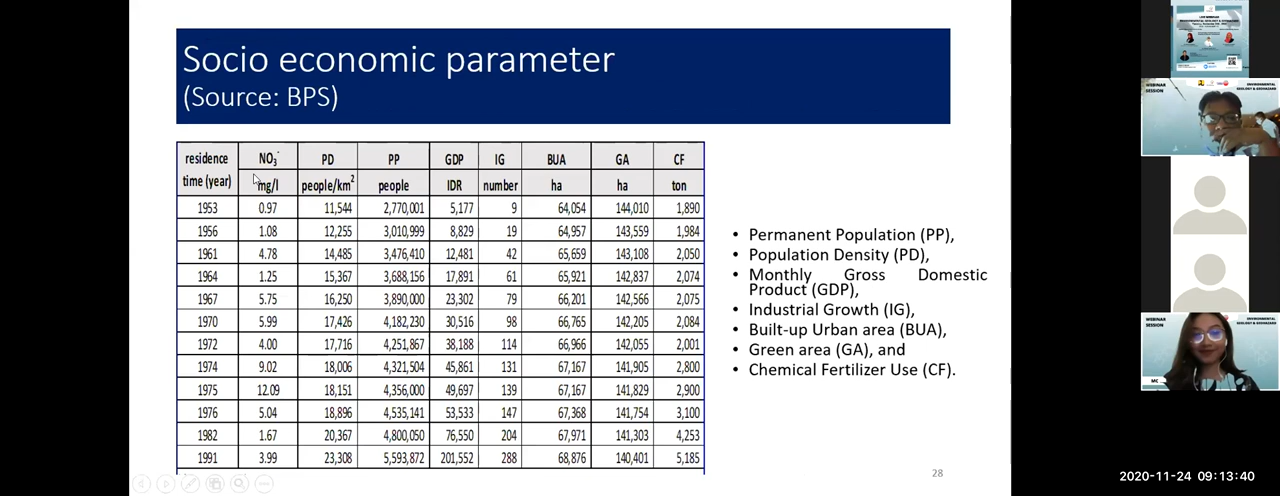 Socio economic parameter
(Source: BPS)
residence time (year) NO3- PD PP GDP IG BUA GA CF
mg/l people/km2 people IDR number ha ha ton
1953 0.97 11,544 2,770,001 5,177 9 64,054 144,010 1,890
1956 1.08 12,255 3,010,999 8,829 19 64,957 143,559 1,984
1961 4.78 14,485 3,476,410 12,481 42 65,659 143,108 2,050
1964 1.25 15,367 3,688,156 17,891 61 65,921 142,837 2,074
1967 5.75 16,250 3,890,000 23,302 79 66,201 142,566 2,075
1970 5.99 17,426 4,182,230 30,516 98 66,765 142,205 2,084
1972 4.00 17,716 4,251,867 38,188 114 66,966 142,055 2,001
1974 9.02 18,006 4,321,504 45,861 131 67,167 141,905 2,800
1975 12.09 18,151 4,356,000 49,697 139 67,167 141,829 2,900
1976 5.04 18,896 4,535,141 53,533 147 67,368 141,754 3,100
1982 1.67 20,367 4,800,050 76,550 204 67,971 141,303 4,253
1991 3.99 23,308 5,593,872 201,552 288 68,876 140,401 5,185
• Permanent Population (PP),
• Population Density (PD),
• Monthly Gross Domestic
Product (GDP),
• Industrial Growth (IG),
• Built-up Urban area (BUA),
• Green area (GA), and
• Chemical Fertilizer Use (CF).
28
WEBINAR
SESSION
ENVIRONMENTAL
GEOLOGY & GEOHAZARD
WEBINAR
SESSION
ENVIRONMENTAL
GEOLOGY & GEOHAZARD
MC
2020-11-24 09:13:40